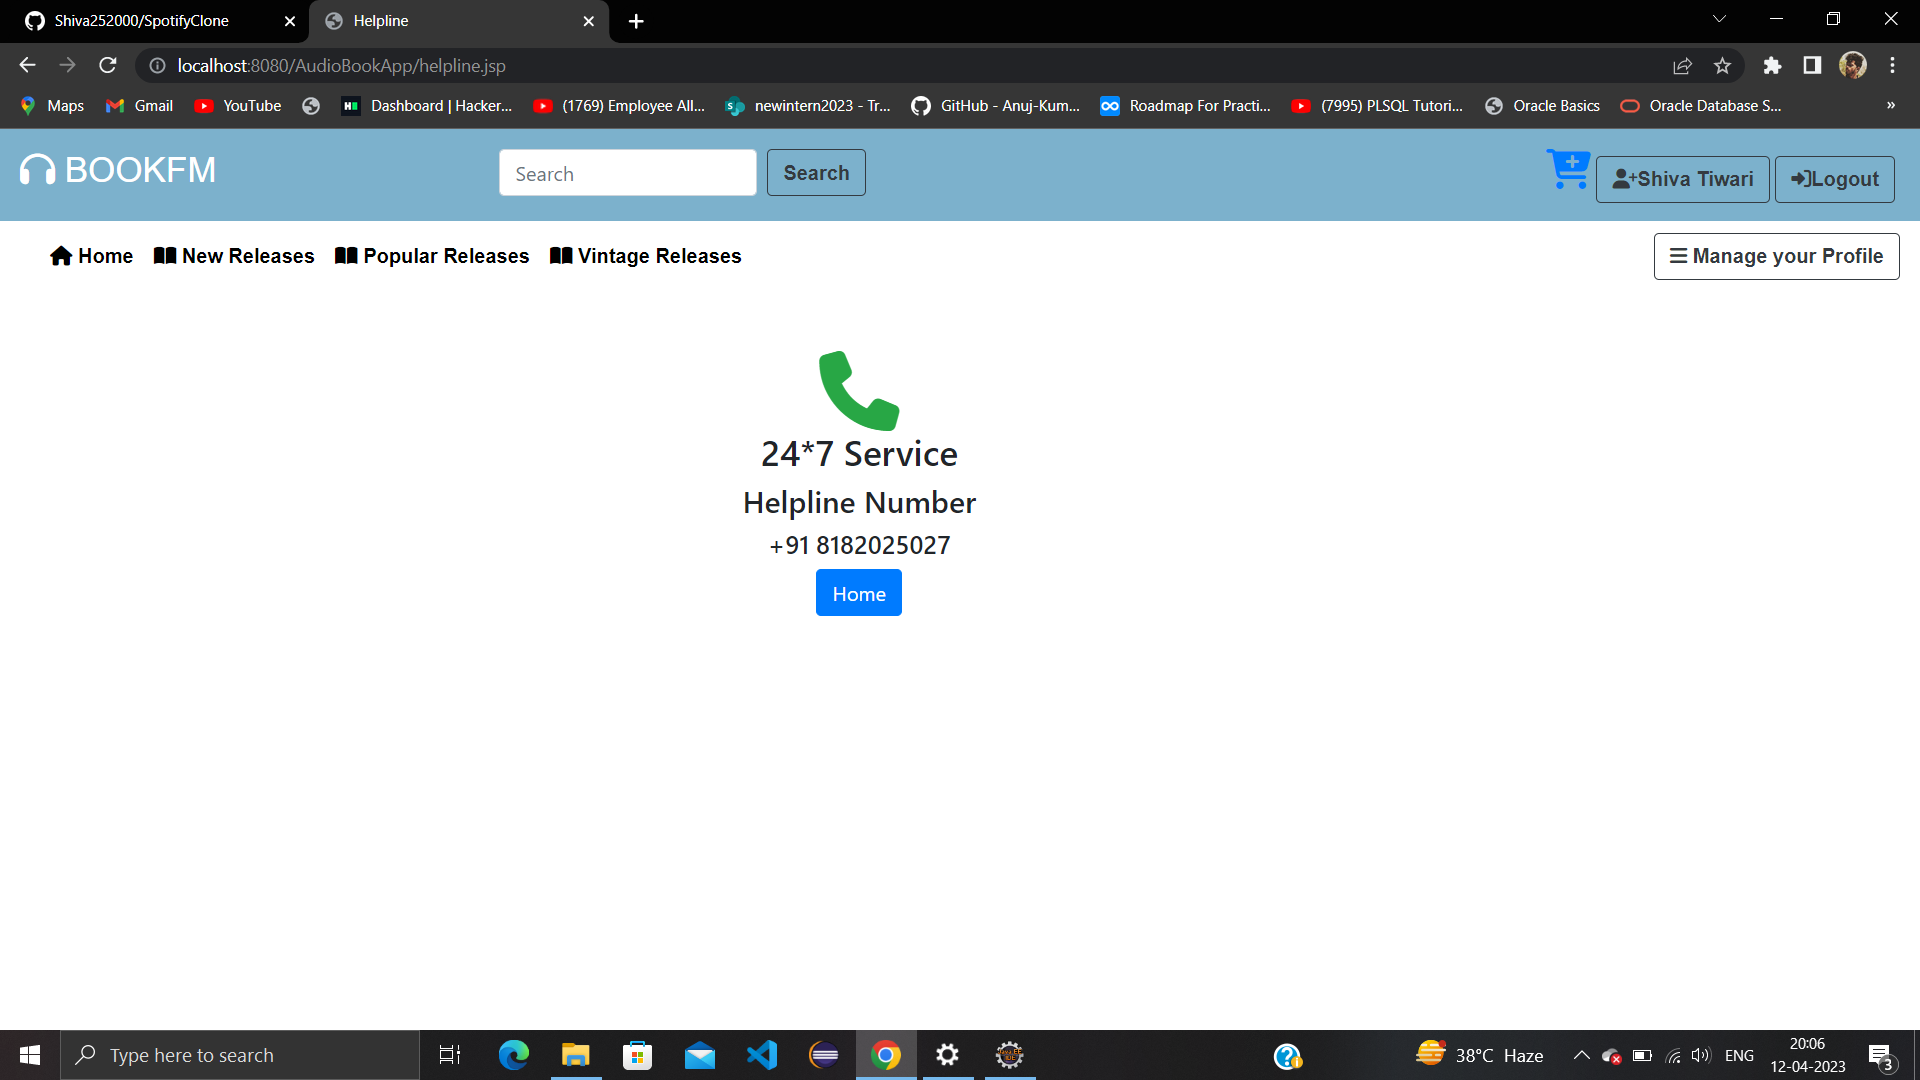 Shiva252000/SpotifyClone
Helpline
localhost:8080/AudioBookApp/helpline.jsp
Maps
Gmail
YouTube
Dashboard | Hacker...
(1769) Employee All...
newintern2023 - Tr...
GitHub - Anuj-Kum...
Roadmap For Practi...
(7995) PLSQL Tutori...
Oracle Basics
Oracle Database S...
»
BOOKFM
Search
Search
Shiva Tiwari
Logout
Home
New Releases
Popular Releases
Vintage Releases
Manage your Profile
24*7 Service
Helpline Number
+91 8182025027
Home
Type here to search
38°C Haze
ENG
20:06
12-04-2023
3